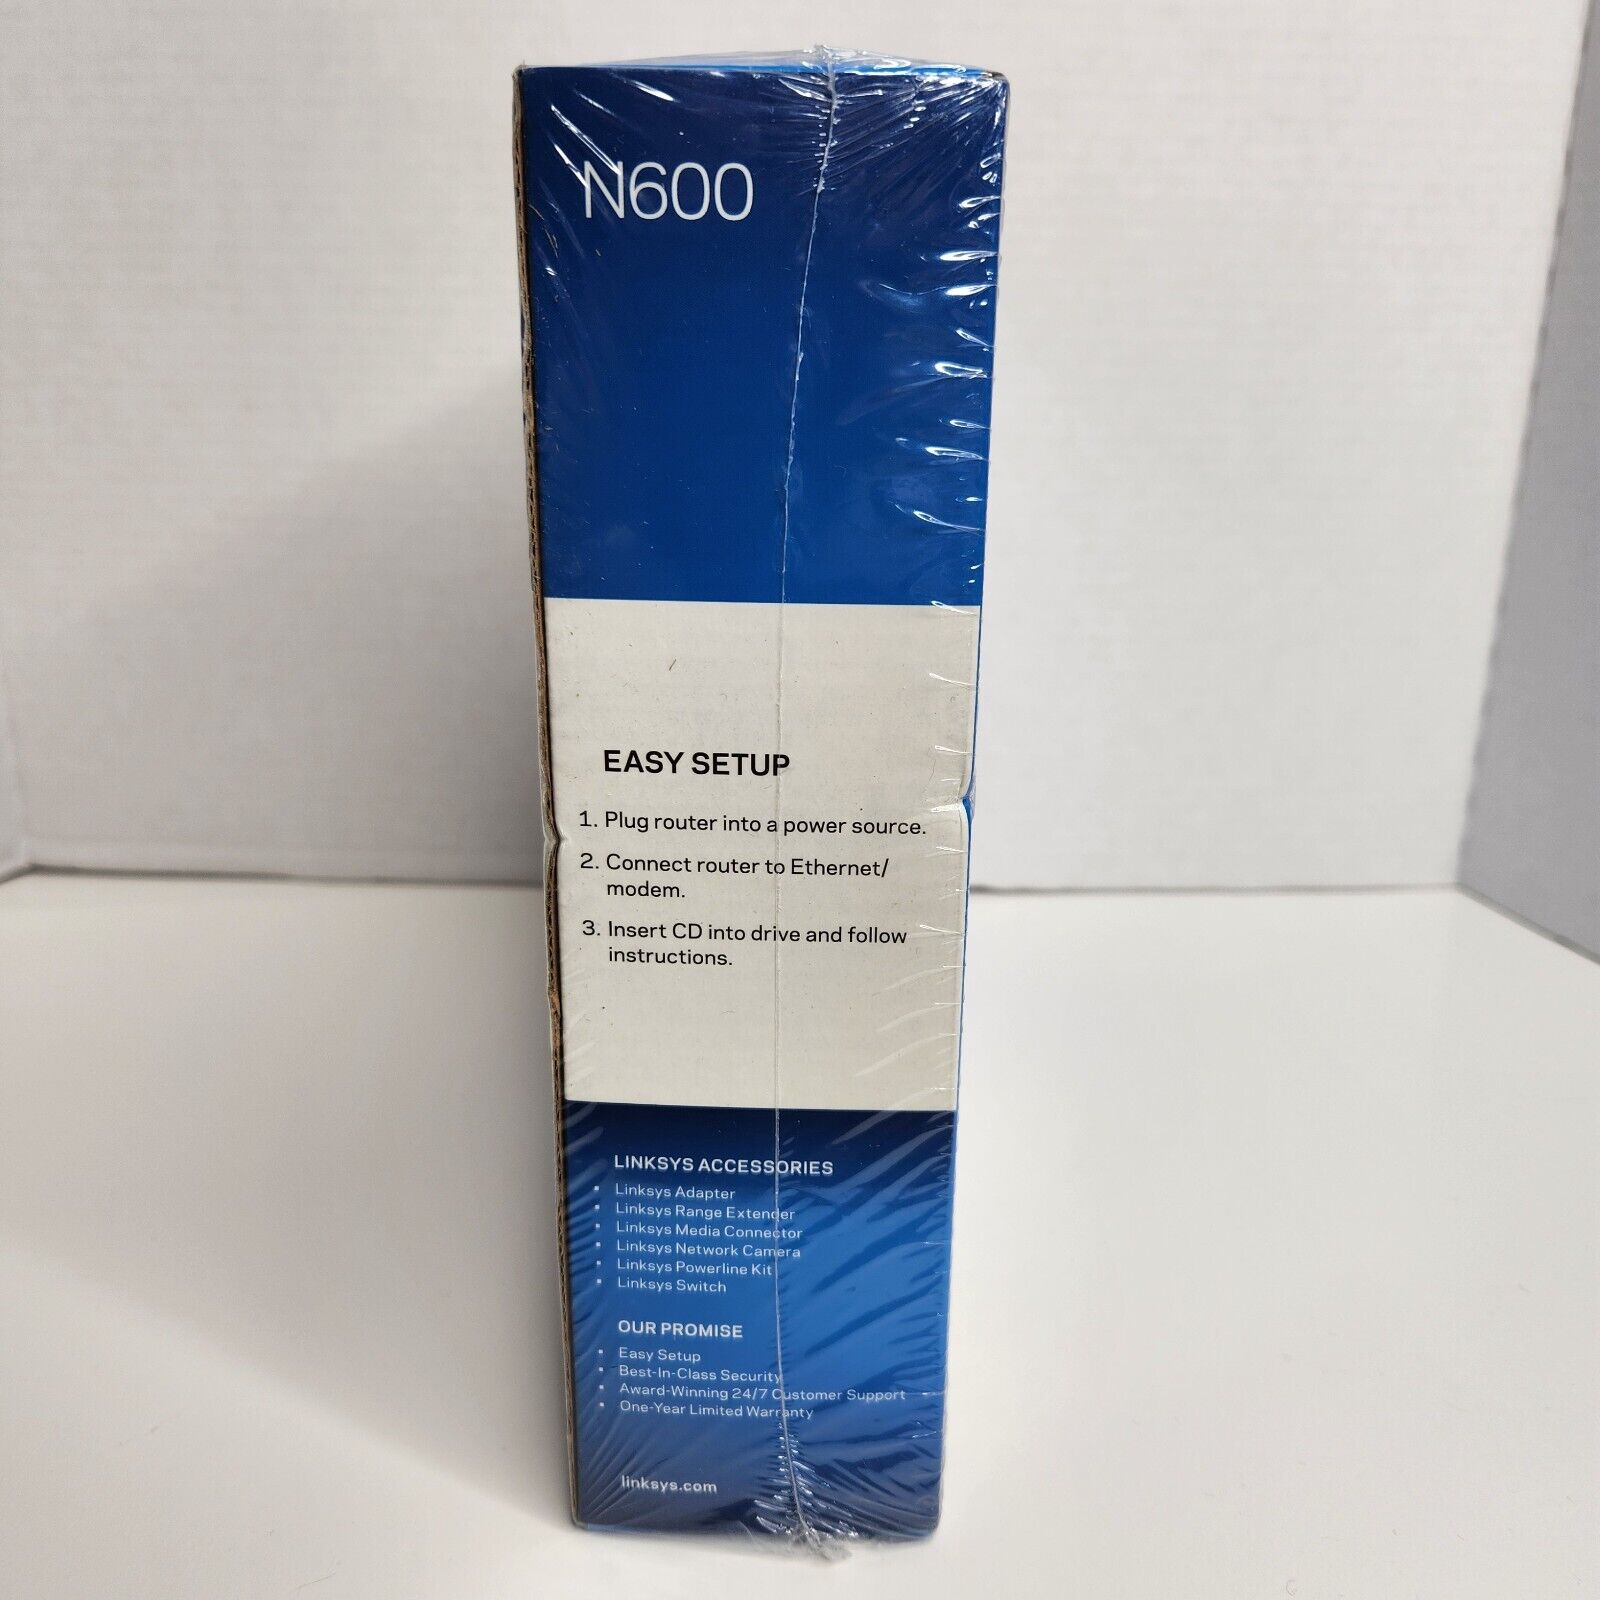 N600
EASY SETUP
1. Plug router into a power source.
2. Connect router to Ethernet/
modem.
3. Insert CD into drive and follow
instructions.
LINKSYS ACCESSORIES
▪ Linksys Adapter
▪ Linksys Range Extender
▪ Linksys Media Connector
▪ Linksys Network Camera
▪ Linksys Powerline Kit
▪ Linksys Switch
OUR PROMISE
▪ Easy Setup
▪ Best-In-Class Security
▪ Award-Winning 24/7 Customer Support
▪ One-Year Limited Warranty
linksys.com